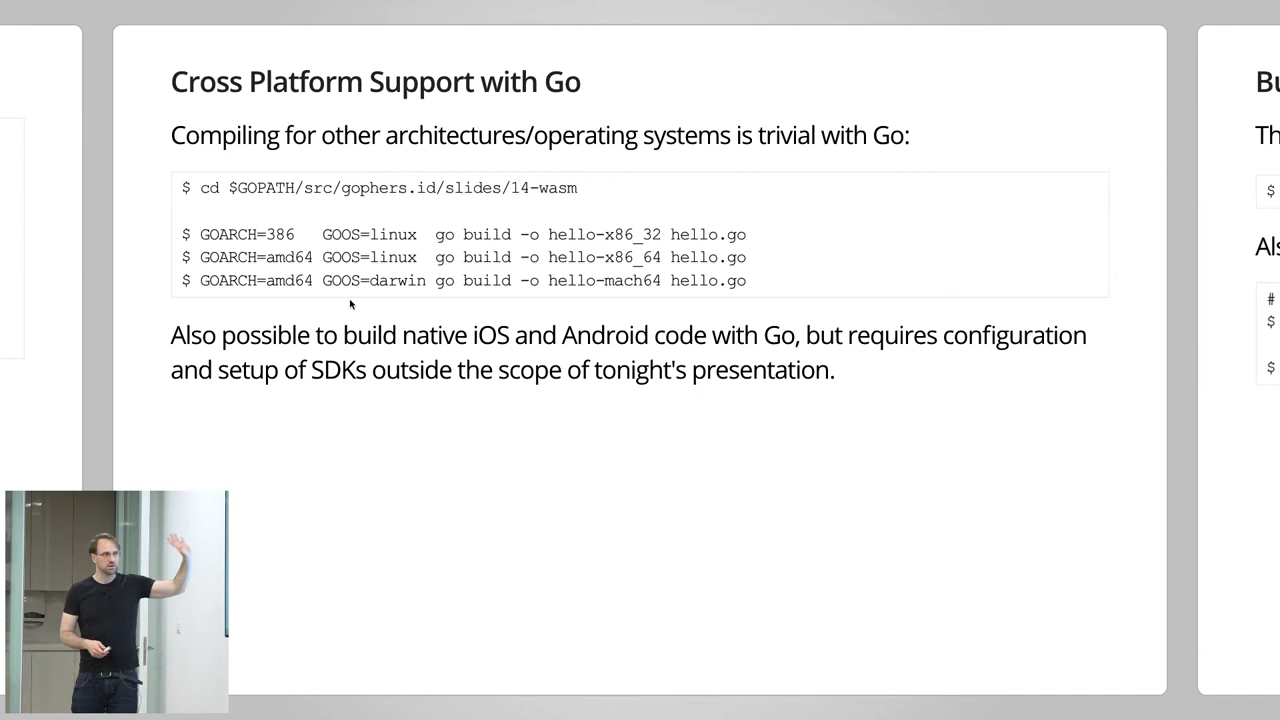 Cross Platform Support with Go
Compiling for other architectures/operating systems is trivial with Go:
$ cd $GOPATH/src/gophers.id/slides/14-wasm
$ GOARCH=386   GOOS=linux  go build -o hello-x86_32 hello.go
$ GOARCH=amd64 GOOS=linux  go build -o hello-x86_64 hello.go
$ GOARCH=amd64 GOOS=darwin go build -o hello-mach64 hello.go
Also possible to build native iOS and Android code with Go, but requires configuration
and setup of SDKs outside the scope of tonight's presentation.
$
#
$
$